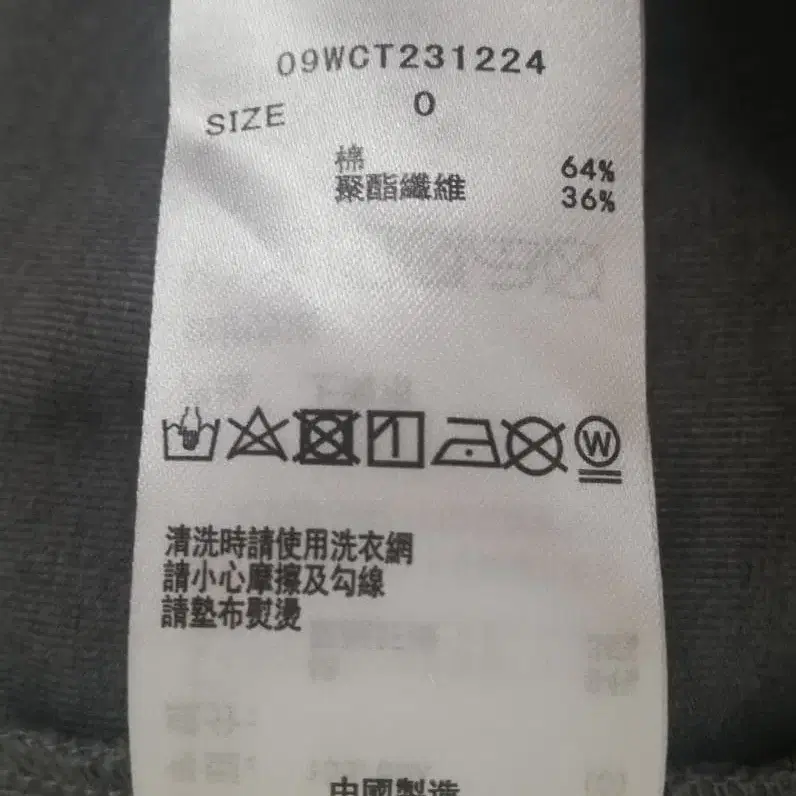 09WCT231224
SIZE 0
棉 64%
聚酯纖維 36%
W
清洗時請使用洗衣網
請小心摩擦及勾線
請墊布熨燙
中國製造